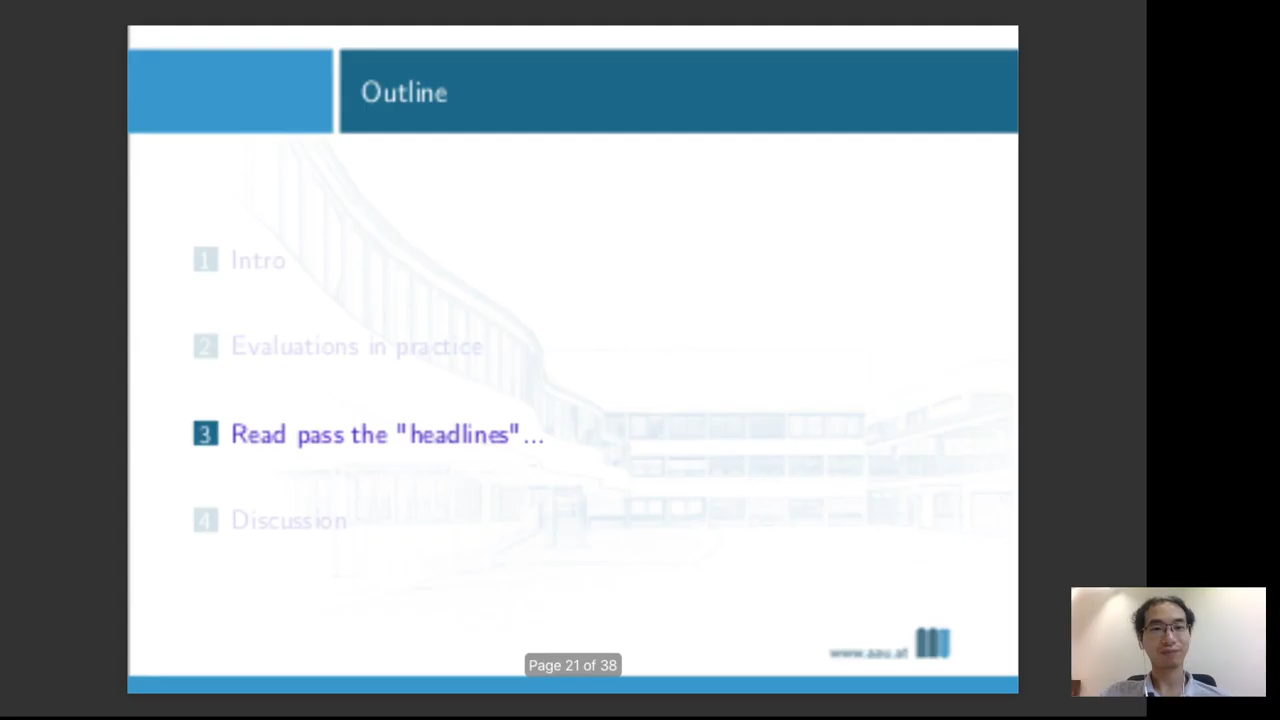 Outline
1 Intro
2 Evaluations in practice
3 Read pass the "headlines"...
4 Discussion
www.aau.at
Page 21 of 38